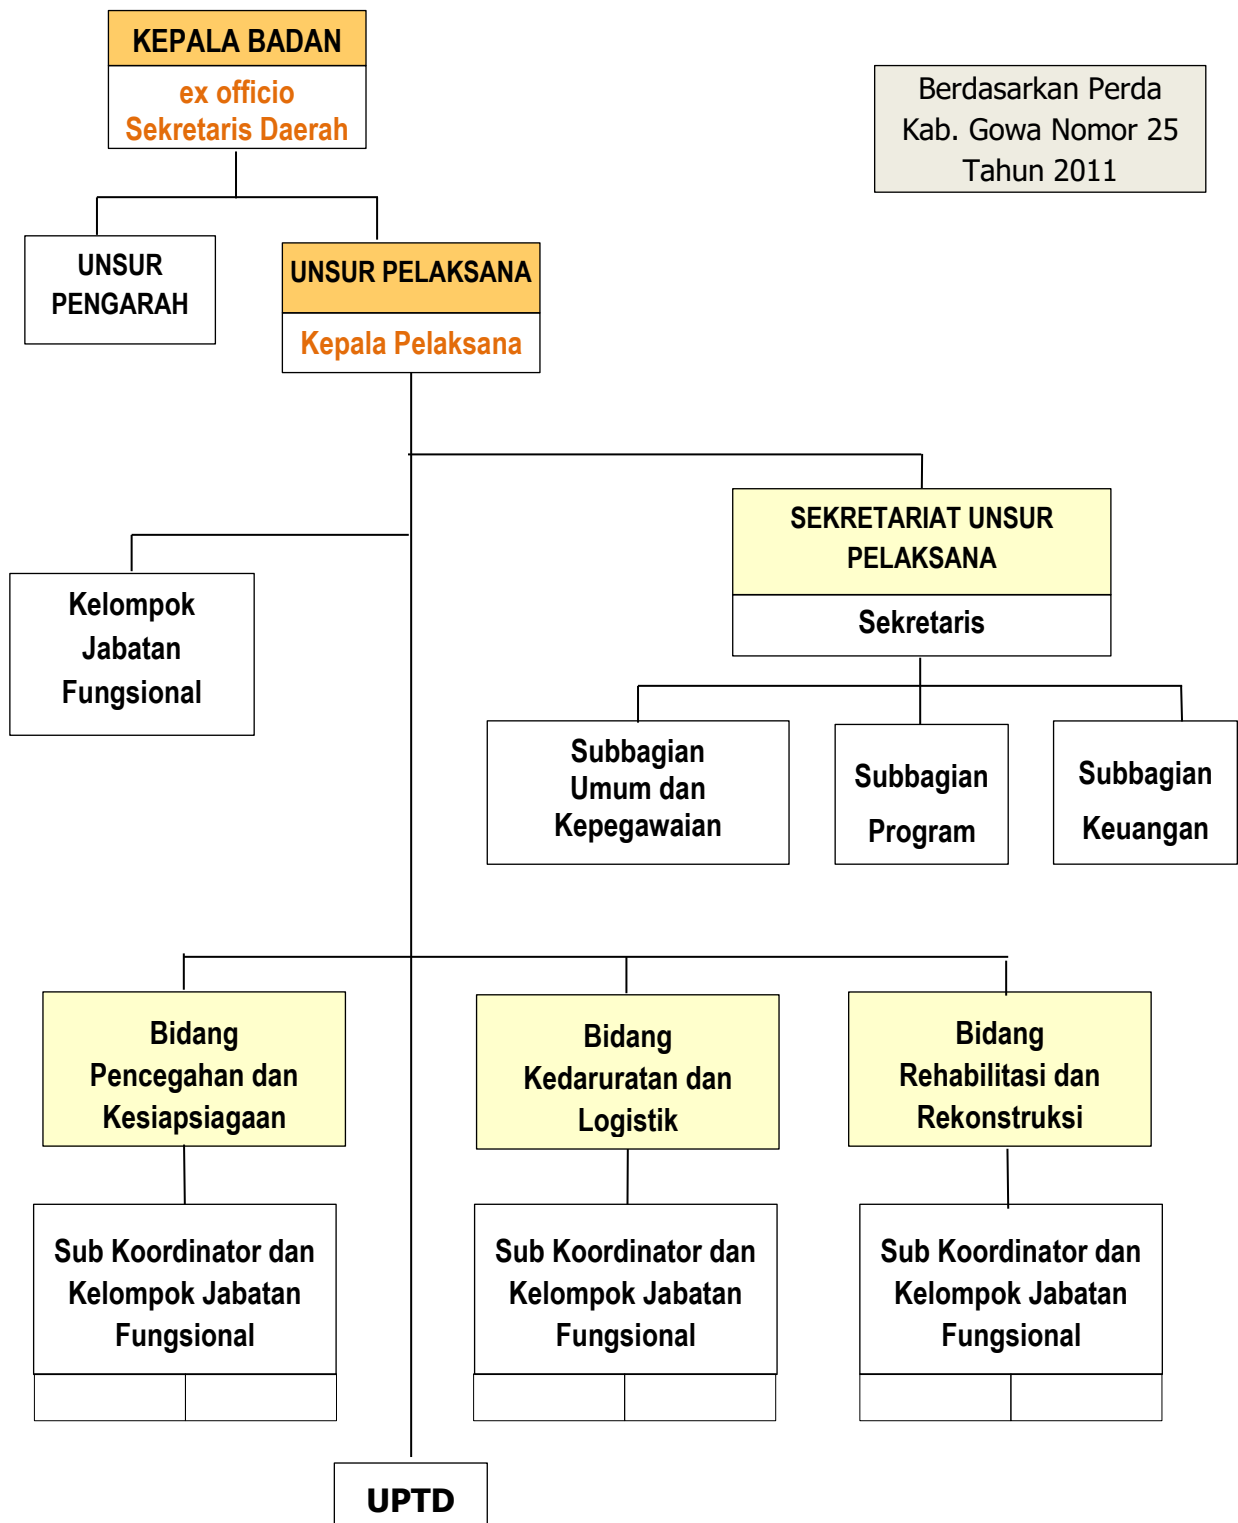 KEPALA BADAN
ex officio
Sekretaris Daerah
Berdasarkan Perda
Kab. Gowa Nomor 25
Tahun 2011
UNSUR
PENGARAH
UNSUR PELAKSANA
Kepala Pelaksana
SEKRETARIAT UNSUR
PELAKSANA
Sekretaris
Kelompok
Jabatan
Fungsional
Subbagian
Umum dan
Kepegawaian
Subbagian
Program
Subbagian
Keuangan
Bidang
Pencegahan dan
Kesiapsiagaan
Bidang
Kedaruratan dan
Logistik
Bidang
Rehabilitasi dan
Rekonstruksi
Sub Koordinator dan
Kelompok Jabatan
Fungsional
Sub Koordinator dan
Kelompok Jabatan
Fungsional
Sub Koordinator dan
Kelompok Jabatan
Fungsional
UPTD